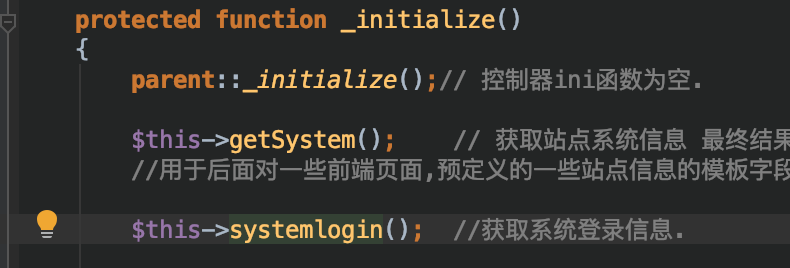 protected function _initialize()
{
parent::_initialize();// 控制器ini函数为空.
$this->getSystem();    // 获取站点系统信息 最终结果
//用于后面对一些前端页面,预定义的一些站点信息的模板字段
$this->systemlogin();  //获取系统登录信息.